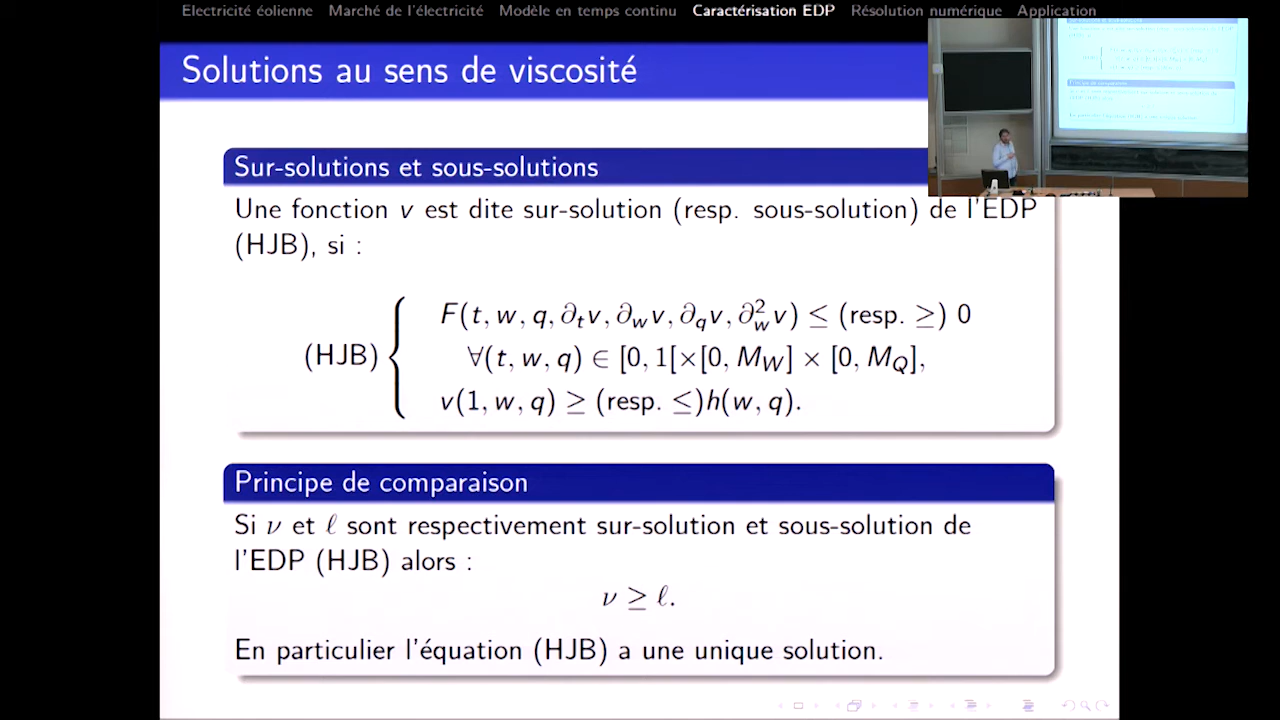 Electricité éolienne Marché de l'électricité Modèle en temps continu Caractérisation EDP Résolution numérique Application
Solutions au sens de viscosité
Sur-solutions et sous-solutions
Une fonction v est dite sur-solution (resp. sous-solution) de l'EDP
(HJB), si :
F(t, w, q, ∂ₜv, ∂_w v, ∂_q v, ∂²_w v) ≤ (resp. ≥) 0
(HJB) { ∀(t, w, q) ∈ [0, 1[×[0, M_W] × [0, M_Q],
v(1, w, q) ≥ (resp. ≤)h(w, q).
Principe de comparaison
Si ν et ℓ sont respectivement sur-solution et sous-solution de
l'EDP (HJB) alors :
ν ≥ ℓ.
En particulier l'équation (HJB) a une unique solution.